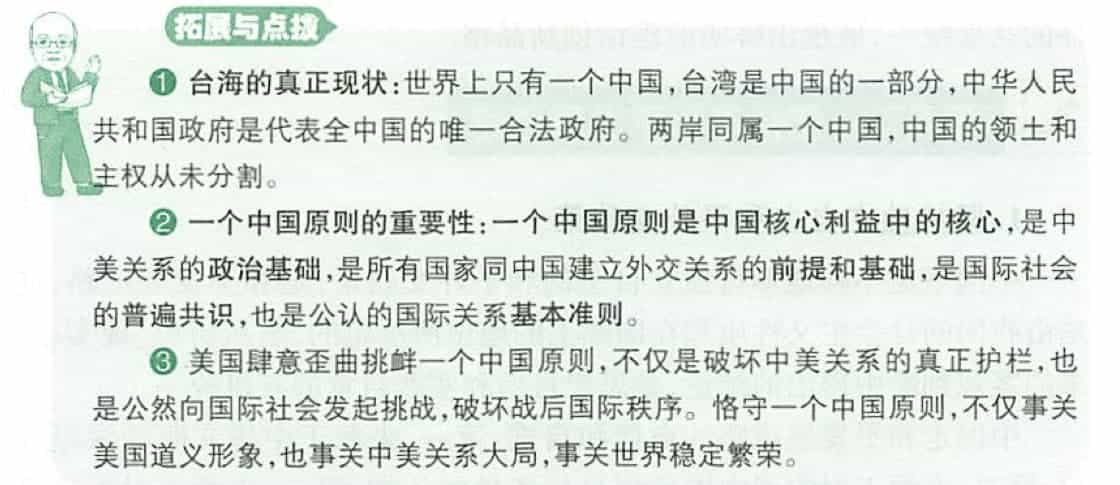 拓展与点拨
❶ 台海的真正现状:世界上只有一个中国,台湾是中国的一部分,中华人民
共和国政府是代表全中国的唯一合法政府。两岸同属一个中国,中国的领土和
主权从未分割。
❷ 一个中国原则的重要性:一个中国原则是中国核心利益中的核心,是中
美关系的政治基础,是所有国家同中国建立外交关系的前提和基础,是国际社会
的普遍共识,也是公认的国际关系基本准则。
❸ 美国肆意歪曲挑衅一个中国原则,不仅是破坏中美关系的真正护栏,也
是公然向国际社会发起挑战,破坏战后国际秩序。恪守一个中国原则,不仅事关
美国道义形象,也事关中美关系大局,事关世界稳定繁荣。